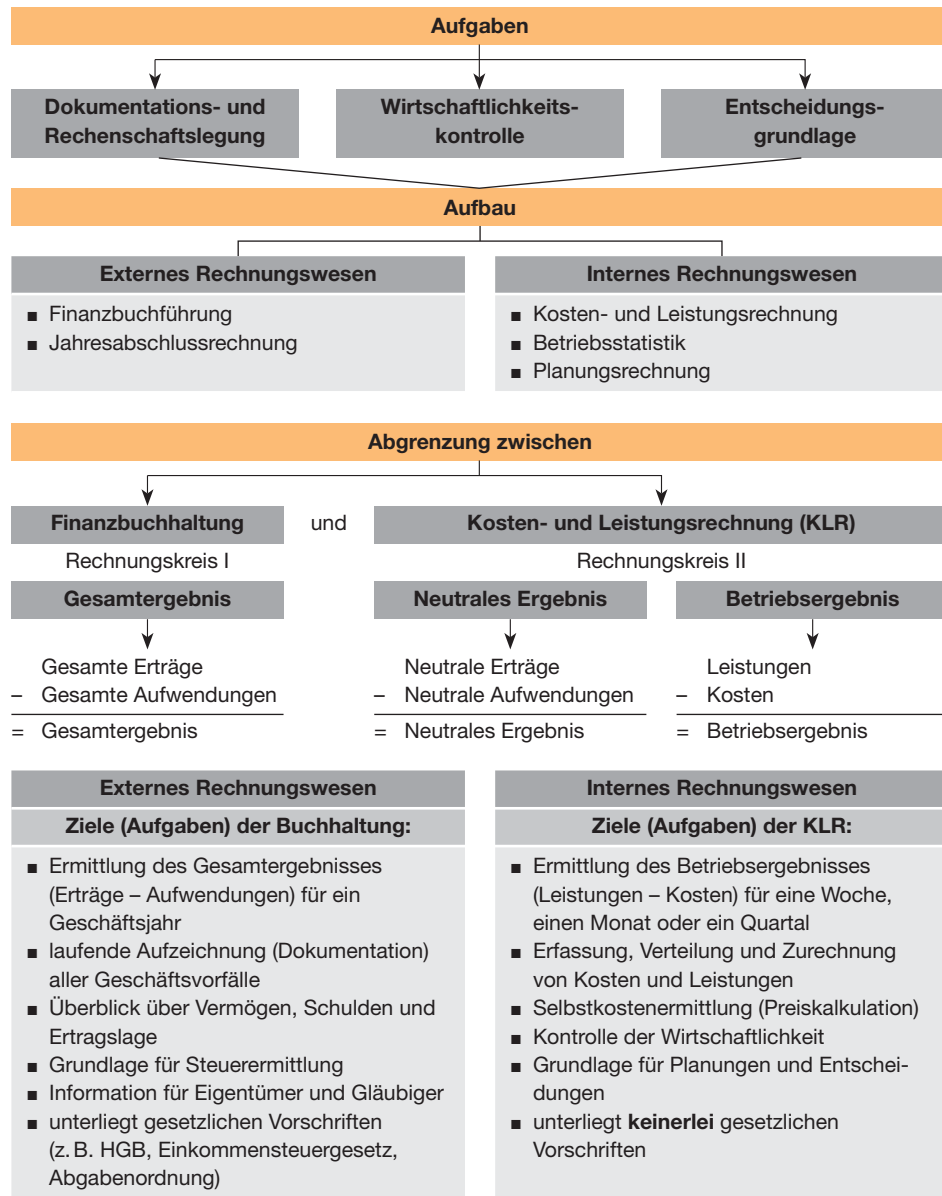 Aufgaben
Dokumentations- und
Rechenschaftslegung
Wirtschaftlichkeits-
kontrolle
Entscheidungs-
grundlage
Aufbau
Externes Rechnungswesen
■ Finanzbuchführung
■ Jahresabschlussrechnung
Internes Rechnungswesen
■ Kosten- und Leistungsrechnung
■ Betriebsstatistik
■ Planungsrechnung
Abgrenzung zwischen
Finanzbuchhaltung
und
Kosten- und Leistungsrechnung (KLR)
Rechnungskreis I
Rechnungskreis II
Gesamtergebnis
Gesamte Erträge
– Gesamte Aufwendungen
= Gesamtergebnis
Neutrales Ergebnis
Neutrale Erträge
– Neutrale Aufwendungen
= Neutrales Ergebnis
Betriebsergebnis
Leistungen
– Kosten
= Betriebsergebnis
Externes Rechnungswesen
Ziele (Aufgaben) der Buchhaltung:
■ Ermittlung des Gesamtergebnisses
(Erträge – Aufwendungen) für ein
Geschäftsjahr
■ laufende Aufzeichnung (Dokumentation)
aller Geschäftsvorfälle
■ Überblick über Vermögen, Schulden und
Ertragslage
■ Grundlage für Steuerermittlung
■ Information für Eigentümer und Gläubiger
■ unterliegt gesetzlichen Vorschriften
(z. B. HGB, Einkommensteuergesetz,
Abgabenordnung)
Internes Rechnungswesen
Ziele (Aufgaben) der KLR:
■ Ermittlung des Betriebsergebnisses
(Leistungen – Kosten) für eine Woche,
einen Monat oder ein Quartal
■ Erfassung, Verteilung und Zurechnung
von Kosten und Leistungen
■ Selbstkostenermittlung (Preiskalkulation)
■ Kontrolle der Wirtschaftlichkeit
■ Grundlage für Planungen und Entschei-
dungen
■ unterliegt keinerlei gesetzlichen
Vorschriften